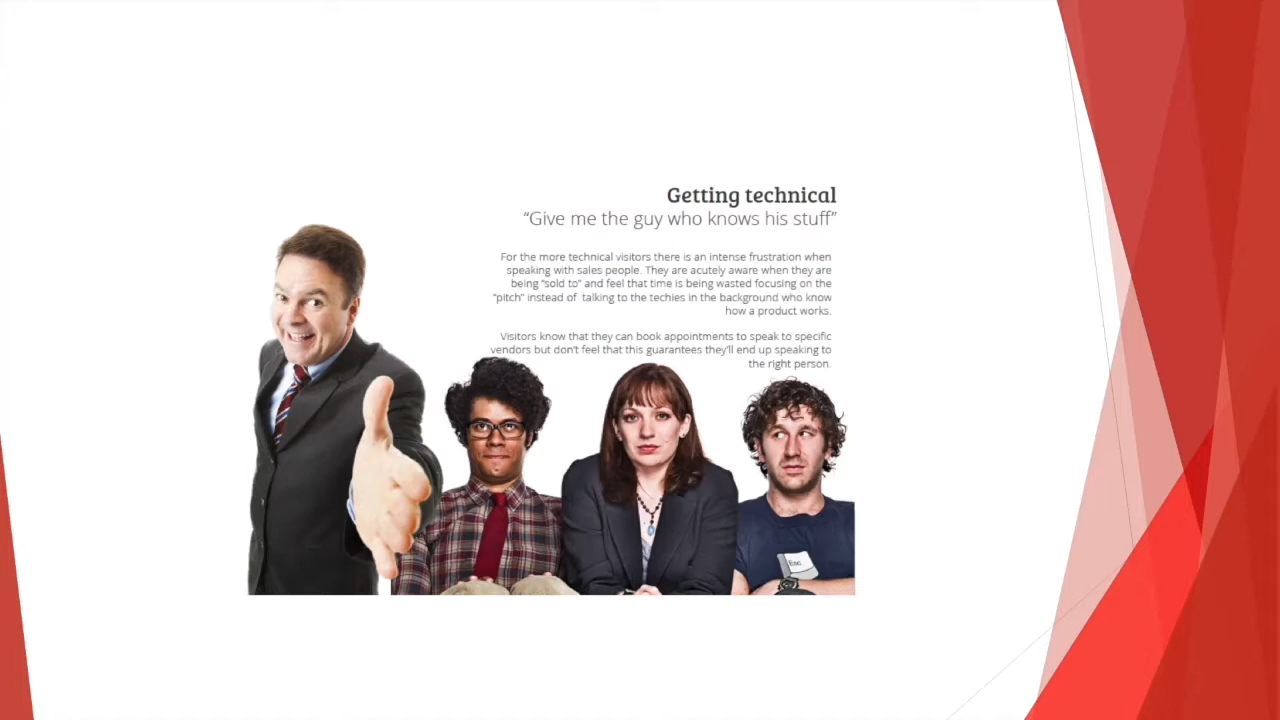 Getting technical
“Give me the guy who knows his stuff”
For the more technical visitors there is an intense frustration when
speaking with sales people. They are acutely aware when they are
being “sold to” and feel that time is being wasted focusing on the
“pitch” instead of talking to the techies in the background who know
how a product works.
Visitors know that they can book appointments to speak to specific
vendors but don’t feel that this guarantees they’ll end up speaking to
the right person.
Esc